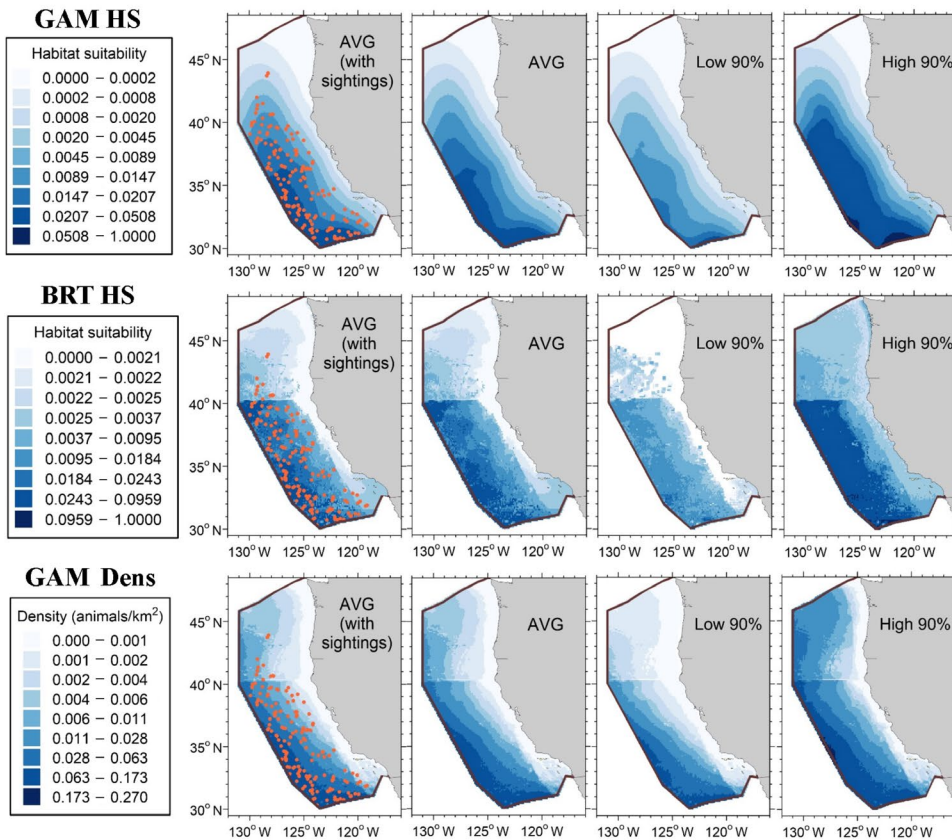 GAM HS
Habitat suitability
0.0000 – 0.0002
0.0002 – 0.0008
0.0008 – 0.0020
0.0020 – 0.0045
0.0045 – 0.0089
0.0089 – 0.0147
0.0147 – 0.0207
0.0207 – 0.0508
0.0508 – 1.0000
45° N
40° N
35° N
30° N
AVG
(with
sightings)
AVG
Low 90%
High 90%
130° W 125° W 120° W
130° W 125° W 120° W
130° W 125° W 120° W
130° W 125° W 120° W
BRT HS
Habitat suitability
0.0000 – 0.0021
0.0021 – 0.0022
0.0022 – 0.0025
0.0025 – 0.0037
0.0037 – 0.0095
0.0095 – 0.0184
0.0184 – 0.0243
0.0243 – 0.0959
0.0959 – 1.0000
45° N
40° N
35° N
30° N
AVG
(with
sightings)
AVG
Low 90%
High 90%
130° W 125° W 120° W
130° W 125° W 120° W
130° W 125° W 120° W
130° W 125° W 120° W
GAM Dens
Density (animals/km²)
0.000 – 0.001
0.001 – 0.002
0.002 – 0.004
0.004 – 0.006
0.006 – 0.011
0.011 – 0.028
0.028 – 0.063
0.063 – 0.173
0.173 – 0.270
45° N
40° N
35° N
30° N
AVG
(with
sightings)
AVG
Low 90%
High 90%
130° W 125° W 120° W
130° W 125° W 120° W
130° W 125° W 120° W
130° W 125° W 120° W